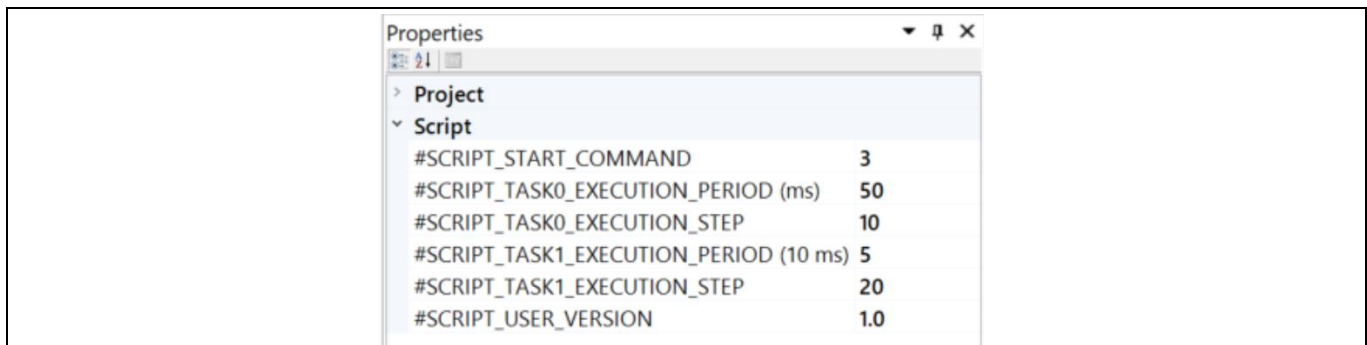 Properties
Project
Script
#SCRIPT_START_COMMAND 3
#SCRIPT_TASK0_EXECUTION_PERIOD (ms) 50
#SCRIPT_TASK0_EXECUTION_STEP 10
#SCRIPT_TASK1_EXECUTION_PERIOD (10 ms) 5
#SCRIPT_TASK1_EXECUTION_STEP 20
#SCRIPT_USER_VERSION 1.0